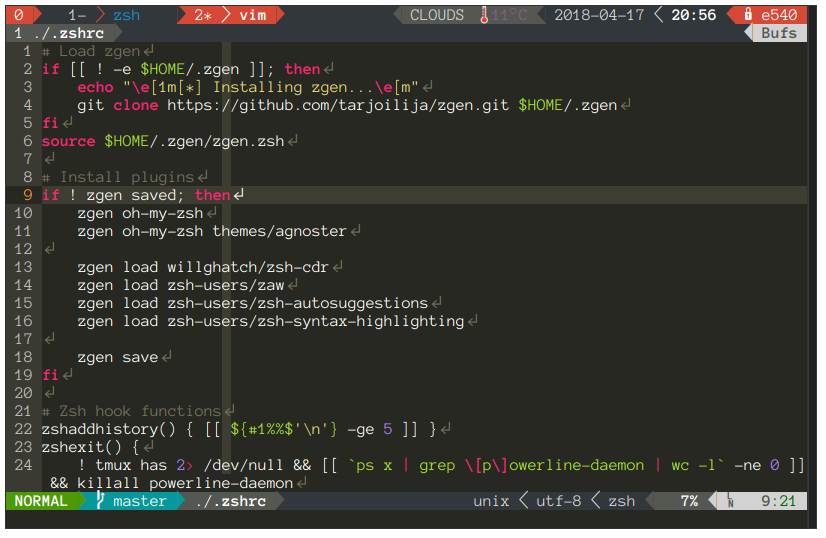 0 1- zsh 2* vim CLOUDS 11°C 2018-04-17 20:56 e540
1 ./.zshrc Bufs
1 # Load zgen
2 if [[ ! -e $HOME/.zgen ]]; then
3 echo "\e[1m[*] Installing zgen...\e[m"
4 git clone https://github.com/tarjoilija/zgen.git $HOME/.zgen
5 fi
6 source $HOME/.zgen/zgen.zsh
7
8 # Install plugins
9 if ! zgen saved; then
10 zgen oh-my-zsh
11 zgen oh-my-zsh themes/agnoster
12
13 zgen load willghatch/zsh-cdr
14 zgen load zsh-users/zaw
15 zgen load zsh-users/zsh-autosuggestions
16 zgen load zsh-users/zsh-syntax-highlighting
17
18 zgen save
19 fi
20
21 # Zsh hook functions
22 zshaddhistory() { [[ ${#1%%$'\n'} -ge 5 ]] }
23 zshexit() {
24 ! tmux has 2> /dev/null && [[ `ps x | grep \[p\]owerline-daemon | wc -l` -ne 0 ]]
&& killall powerline-daemon
NORMAL master ./.zshrc unix utf-8 zsh 7% LN 9:21